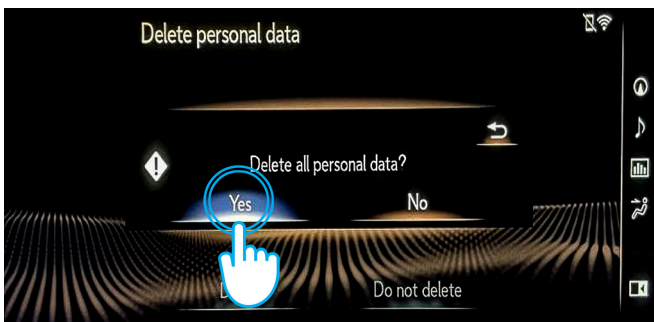 Delete personal data
Delete all personal data?
Yes
No
Do not delete